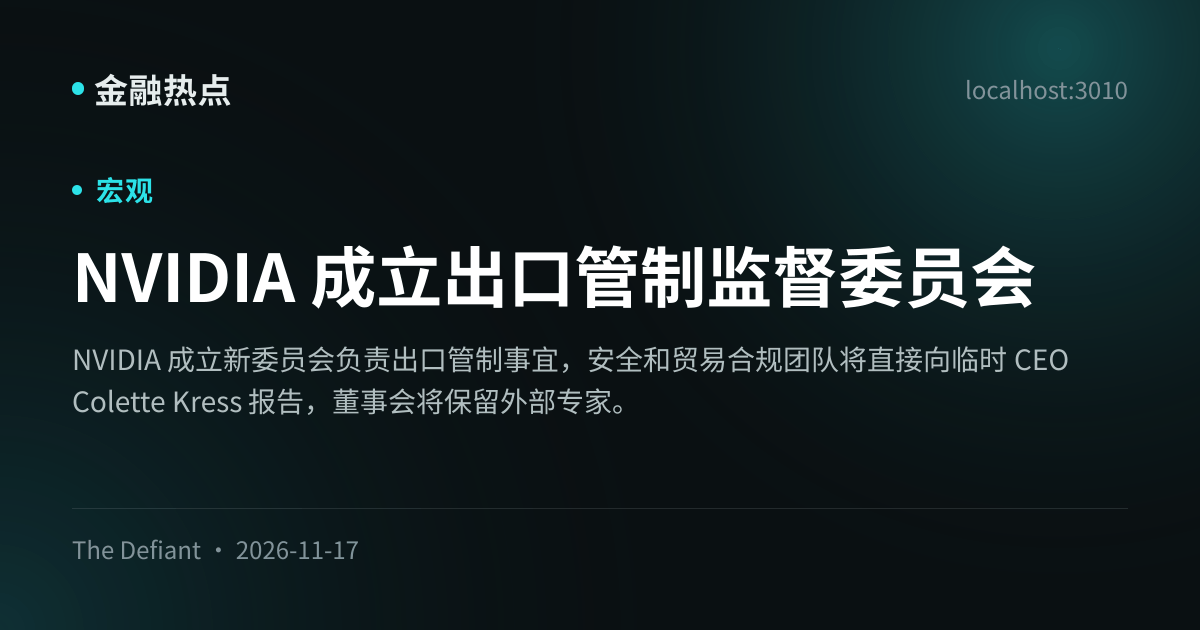 金融热点
localhost:3010
宏观
NVIDIA 成立出口管制监督委员会
NVIDIA 成立新委员会负责出口管制事宜，安全和贸易合规团队将直接向临时 CEO
Colette Kress 报告，董事会将保留外部专家。
The Defiant · 2026-11-17